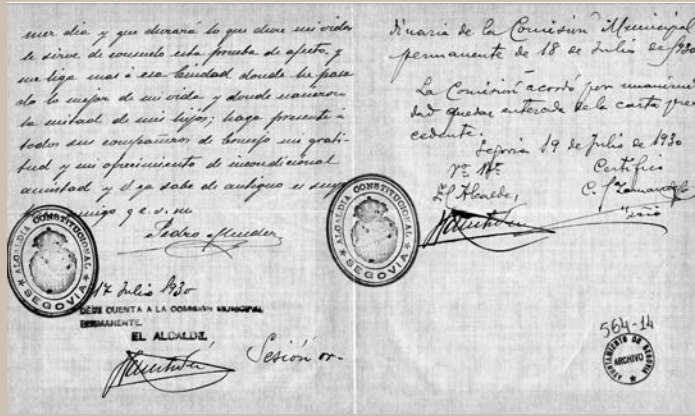 mer dia y que durará lo que dure mi vida
le sirve de consuelo esta prueba de afecto, y
me liga mas á esa Ciudad donde he pasa
do lo mejor de mi vida y donde nacieron
la mitad de mis hijos; haga presente á
todos sus compañeros de Concejo mi grati-
tud y mi ofrecimiento de incondicional
amistad y V ya sabe de antiguo es suyo
amigo q. e. s. m.
Pedro Mendez
ALCALDIA CONSTITUCIONAL
SEGOVIA
17 Julio 1930
DESE CUENTA A LA COMISION MUNICIPAL
PERMANENTE.
EL ALCALDE,
Sesión or-
dinaria de la Comisión Municipal
permanente de 18 de Julio de 1930
La Comisión acordó por unanimi-
dad quedar enterada de la carta pre-
cedente.
Segovia 19 de Julio de 1930
Vº Bº Certifico
El Alcalde,
ALCALDIA CONSTITUCIONAL
SEGOVIA
564-14
AYUNTAMIENTO DE SEGOVIA
ARCHIVO